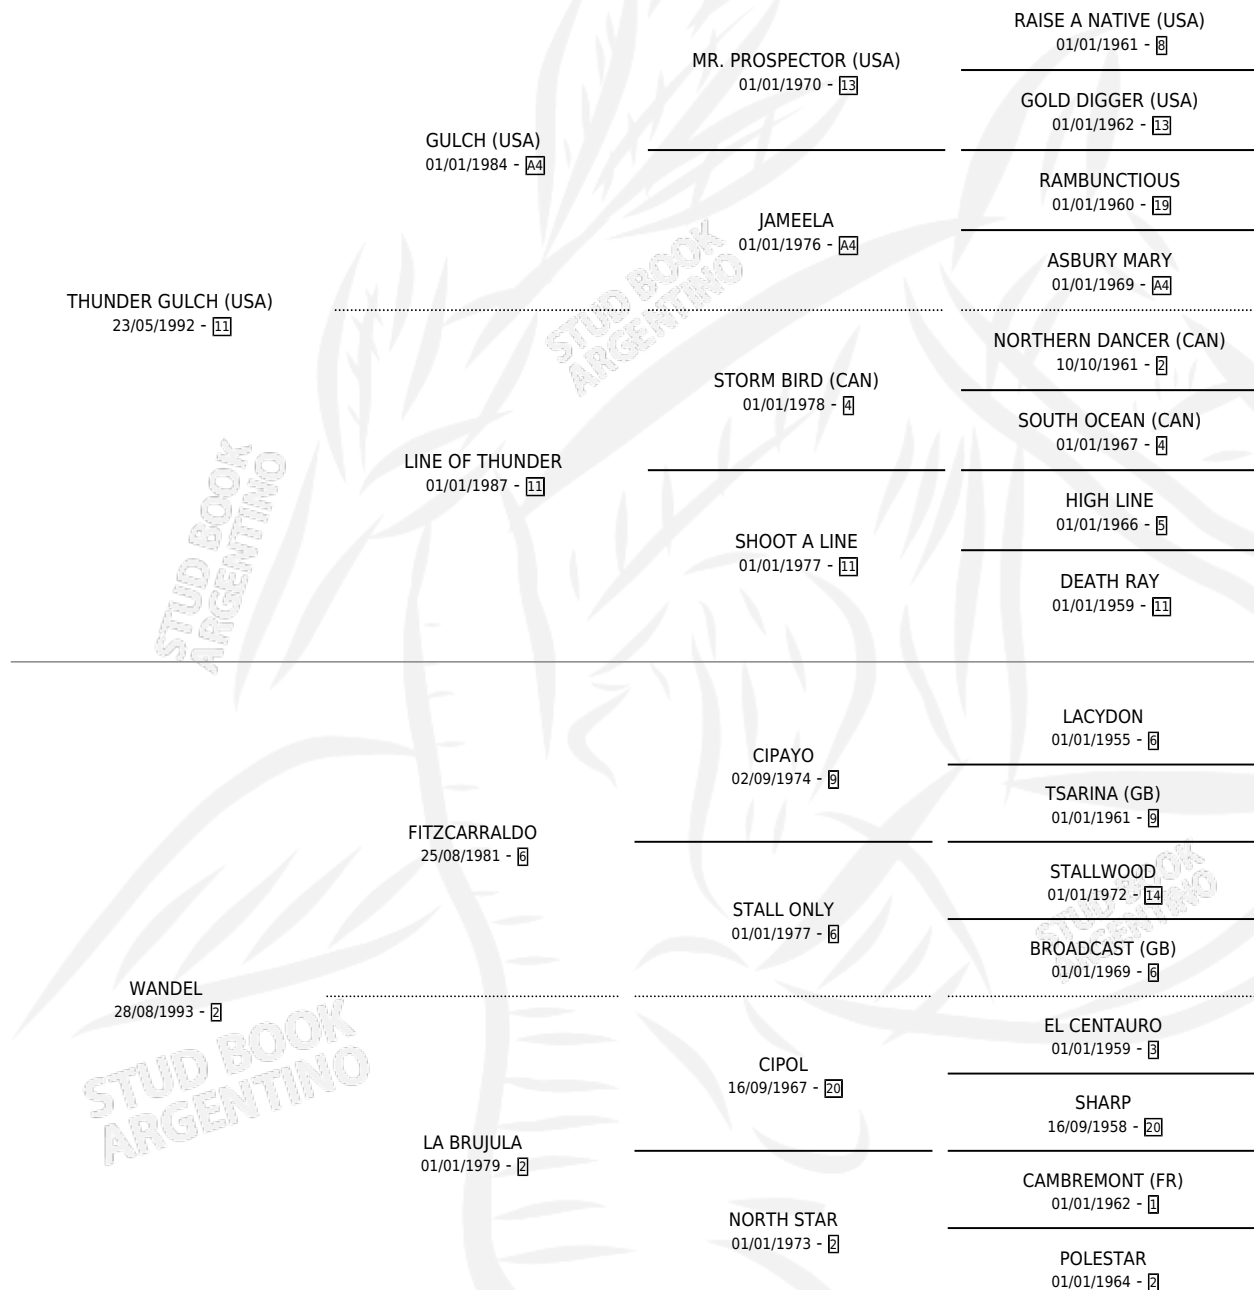 RAISE A NATIVE (USA)
01/01/1961 - 8
MR. PROSPECTOR (USA)
01/01/1970 - 13
GOLD DIGGER (USA)
01/01/1962 - 13
GULCH (USA)
01/01/1984 - A4
RAMBUNCTIOUS
01/01/1960 - 19
JAMEELA
01/01/1976 - A4
ASBURY MARY
01/01/1969 - A4
THUNDER GULCH (USA)
23/05/1992 - 11
NORTHERN DANCER (CAN)
10/10/1961 - 2
STORM BIRD (CAN)
01/01/1978 - 4
SOUTH OCEAN (CAN)
01/01/1967 - 4
LINE OF THUNDER
01/01/1987 - 11
HIGH LINE
01/01/1966 - 5
SHOOT A LINE
01/01/1977 - 11
DEATH RAY
01/01/1959 - 11
LACYDON
01/01/1955 - 6
CIPAYO
02/09/1974 - 9
TSARINA (GB)
01/01/1961 - 9
FITZCARRALDO
25/08/1981 - 6
STALLWOOD
01/01/1972 - 14
STALL ONLY
01/01/1977 - 6
BROADCAST (GB)
01/01/1969 - 6
WANDEL
28/08/1993 - 2
EL CENTAURO
01/01/1959 - 3
CIPOL
16/09/1967 - 20
SHARP
16/09/1958 - 20
LA BRUJULA
01/01/1979 - 2
CAMBREMONT (FR)
01/01/1962 - 1
NORTH STAR
01/01/1973 - 2
POLESTAR
01/01/1964 - 2
STUD BOOK
ARGENTINO
STUD BOOK
ARGENTINO
STUD BOOK
ARGENTINO
STUD BOOK
ARGENTINO